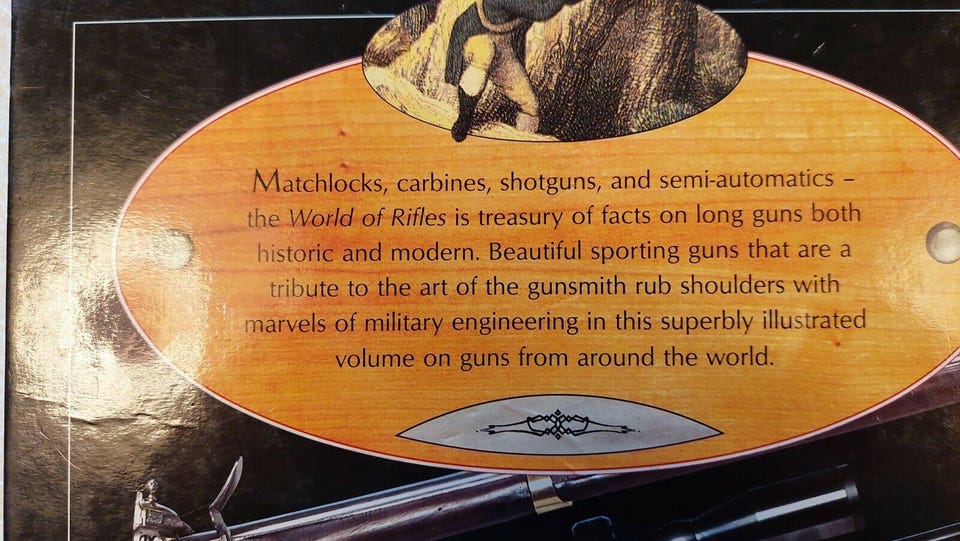 Matchlocks, carbines, shotguns, and semi-automatics –
the World of Rifles is treasury of facts on long guns both
historic and modern. Beautiful sporting guns that are a
tribute to the art of the gunsmith rub shoulders with
marvels of military engineering in this superbly illustrated
volume on guns from around the world.